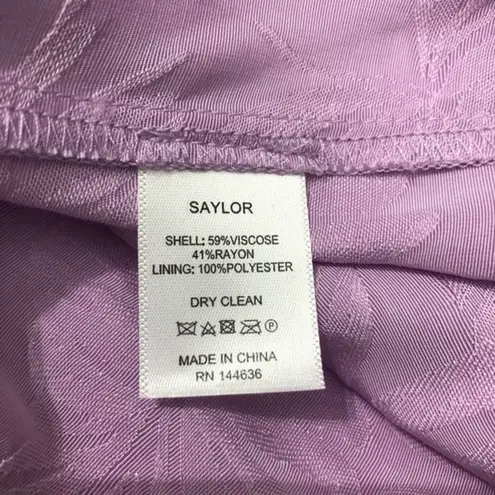 SAYLOR
SHELL: 59%VISCOSE
41%RAYON
LINING: 100%POLYESTER
DRY CLEAN
P
MADE IN CHINA
RN 144636